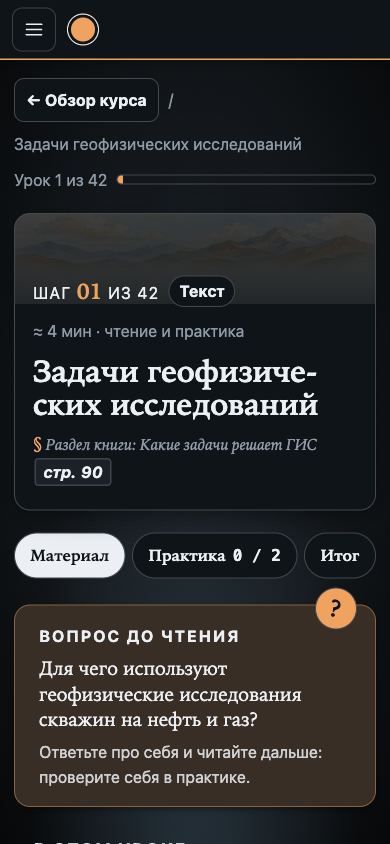 ← Обзор курса /
Задачи геофизических исследований
Урок 1 из 42
ШАГ 01 ИЗ 42 Текст
≈ 4 мин · чтение и практика
Задачи геофизиче-
ских исследований
§ Раздел книги: Какие задачи решает ГИС
стр. 90
Материал Практика 0 / 2 Итог
?
ВОПРОС ДО ЧТЕНИЯ
Для чего используют
геофизические исследования
скважин на нефть и газ?
Ответьте про себя и читайте дальше:
проверите себя в практике.